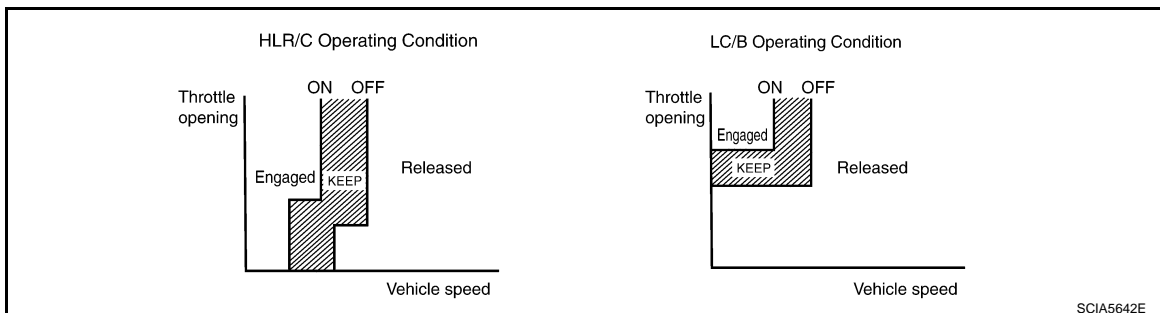 HLR/C Operating Condition
ON OFF
Throttle
opening
Engaged
KEEP
Released
Vehicle speed
LC/B Operating Condition
ON OFF
Throttle
opening
Engaged
KEEP
Released
Vehicle speed
SCIA5642E